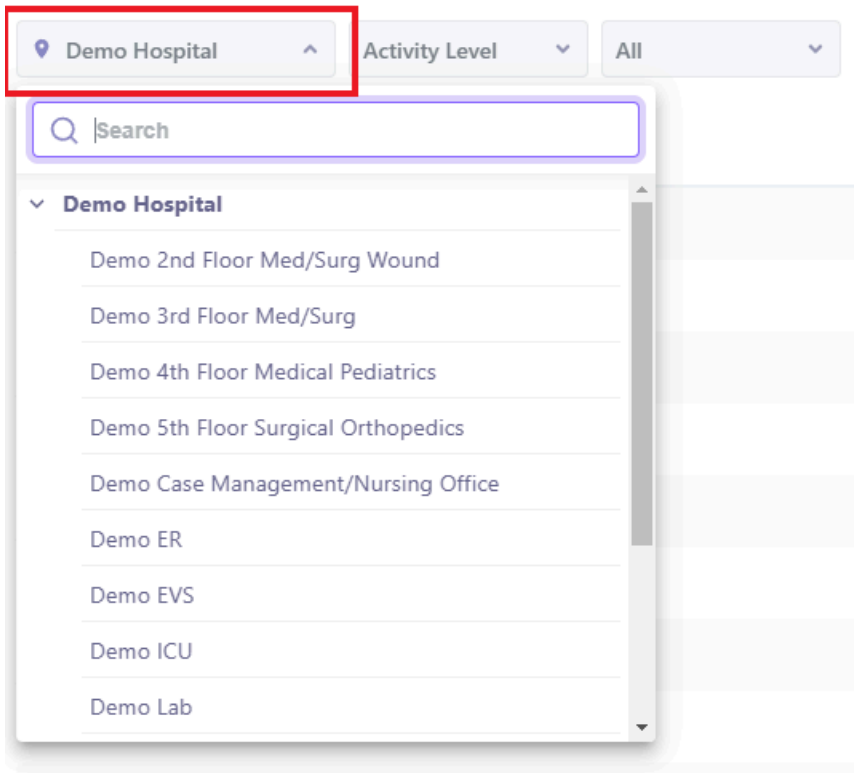 Demo Hospital
Activity Level
All
Search
Demo Hospital
Demo 2nd Floor Med/Surg Wound
Demo 3rd Floor Med/Surg
Demo 4th Floor Medical Pediatrics
Demo 5th Floor Surgical Orthopedics
Demo Case Management/Nursing Office
Demo ER
Demo EVS
Demo ICU
Demo Lab